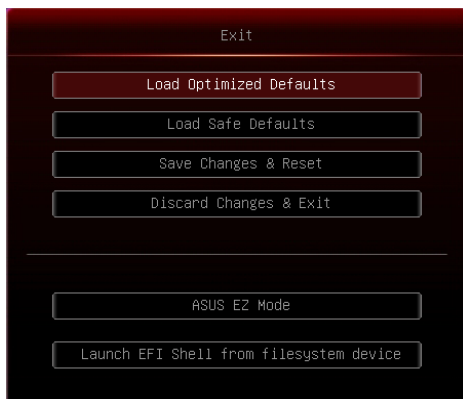 Exit
Load Optimized Defaults
Load Safe Defaults
Save Changes & Reset
Discard Changes & Exit
ASUS EZ Mode
Launch EFI Shell from filesystem device